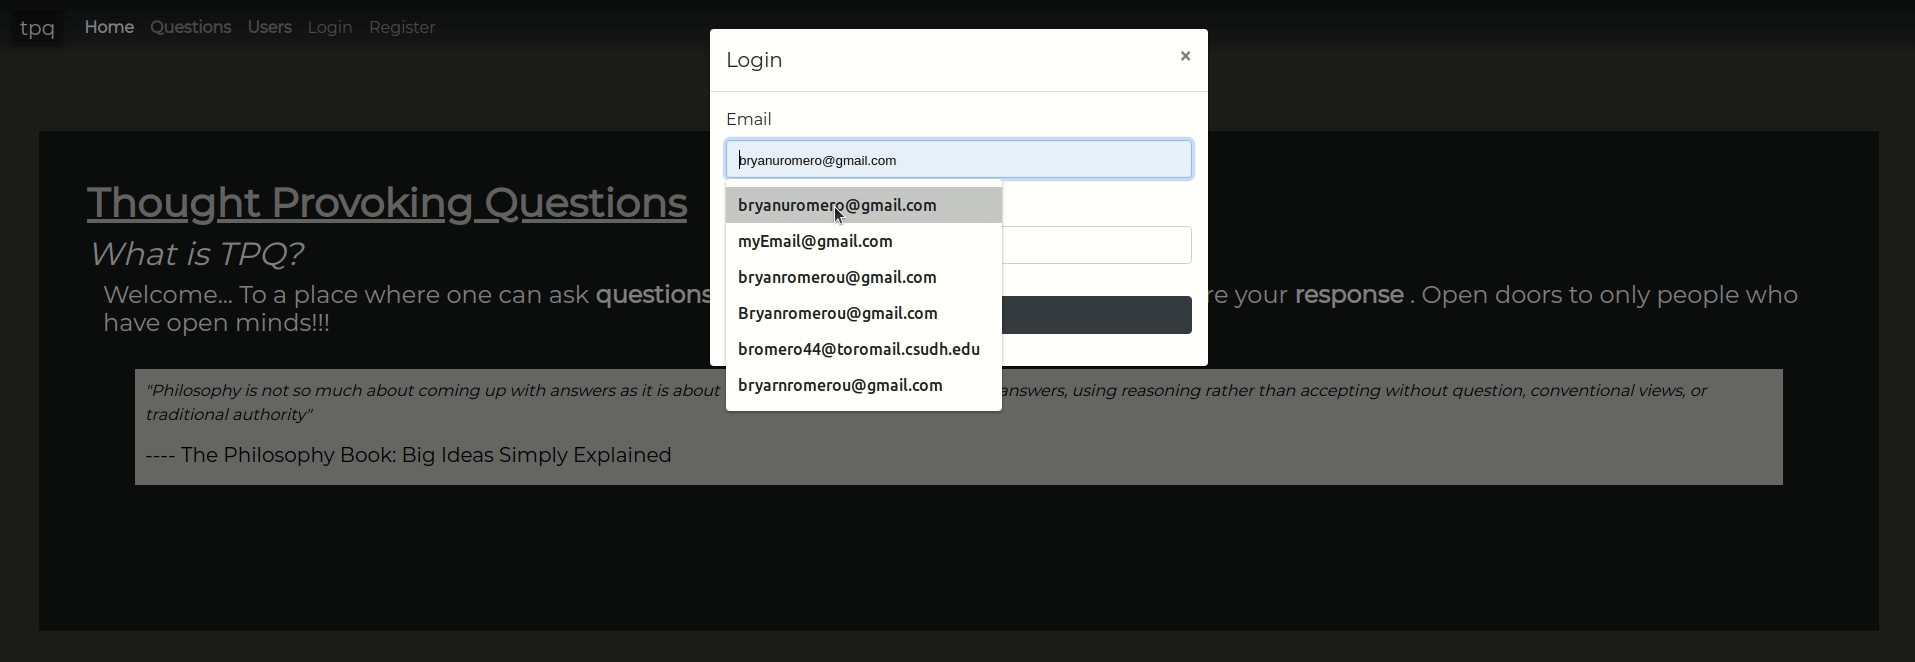 tpq Home Questions Users Login Register
Login ×
Email
bryanuromero@gmail.com
bryanuromero@gmail.com
myEmail@gmail.com
bryanromerou@gmail.com
Bryanromerou@gmail.com
bromero44@toromail.csudh.edu
bryarnromerou@gmail.com
Thought Provoking Questions
What is TPQ?
Welcome... To a place where one can ask questions re your response . Open doors to only people who
have open minds!!!
"Philosophy is not so much about coming up with answers as it is about answers, using reasoning rather than accepting without question, conventional views, or
traditional authority"
---- The Philosophy Book: Big Ideas Simply Explained